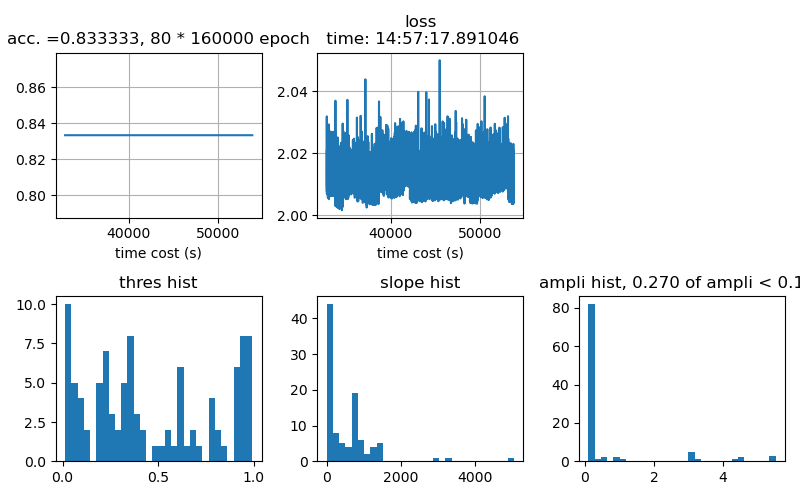 acc. =0.833333, 80 * 160000 epoch
loss
time: 14:57:17.891046
0.86
0.84
0.82
0.80
40000 50000
time cost (s)
2.04
2.02
2.00
40000 50000
time cost (s)
thres hist
10.0
7.5
5.0
2.5
0.0
0.0 0.5 1.0
slope hist
40
30
20
10
0
0 2000 4000
ampli hist, 0.270 of ampli < 0.1
80
60
40
20
0
0 2 4